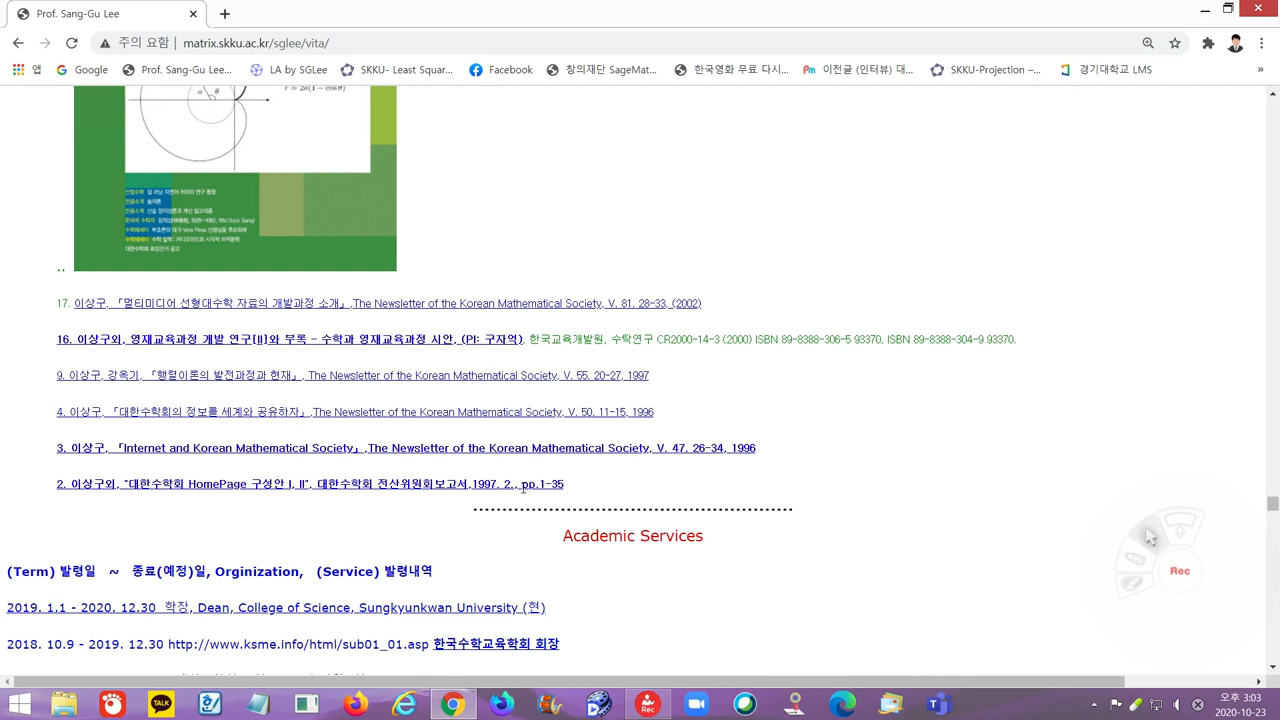 Prof. Sang-Gu Lee
주의 요함 | matrix.skku.ac.kr/sglee/vita/
앱 Google Prof. Sang-Gu Lee... LA by SGLee SKKU- Least Squar... Facebook 창의재단 SageMat... 한국영화 무료 다시... 이전글 (인터뷰) 대... SKKU-Projection –... 경기대학교 LMS »
a θ r = 2a(1 − cos θ)
대한수학회 회장선거 공고
17. 이상구, 「멀티미디어 선형대수학 자료의 개발과정 소개」,The Newsletter of the Korean Mathematical Society, V. 81. 28-33, (2002)
16. 이상구외, 영재교육과정 개발 연구[II]와 부록 - 수학과 영재교육과정 시안, (PI: 구자억). 한국교육개발원. 수탁연구 CR2000-14-3 (2000) ISBN 89-8388-306-5 93370, ISBN 89-8388-304-9 93370.
9. 이상구, 강옥기, 「행렬이론의 발전과정과 현재」, The Newsletter of the Korean Mathematical Society, V. 55. 20-27, 1997
4. 이상구, 「대한수학회의 정보를 세계와 공유하자」,The Newsletter of the Korean Mathematical Society, V. 50. 11-15, 1996
3. 이상구, 「Internet and Korean Mathematical Society」,The Newsletter of the Korean Mathematical Society, V. 47. 26-34, 1996
2. 이상구외, "대한수학회 HomePage 구성안 I, II", 대한수학회 전산위원회보고서,1997. 2., pp.1-35
Academic Services
(Term) 발령일 ~ 종료(예정)일, Orginization, (Service) 발령내역
2019. 1.1 - 2020. 12.30 학장, Dean, College of Science, Sungkyunkwan University (현)
2018. 10.9 - 2019. 12.30 http://www.ksme.info/html/sub01_01.asp 한국수학교육학회 회장
Rec
TALK
Rec
오후 3:03
2020-10-23